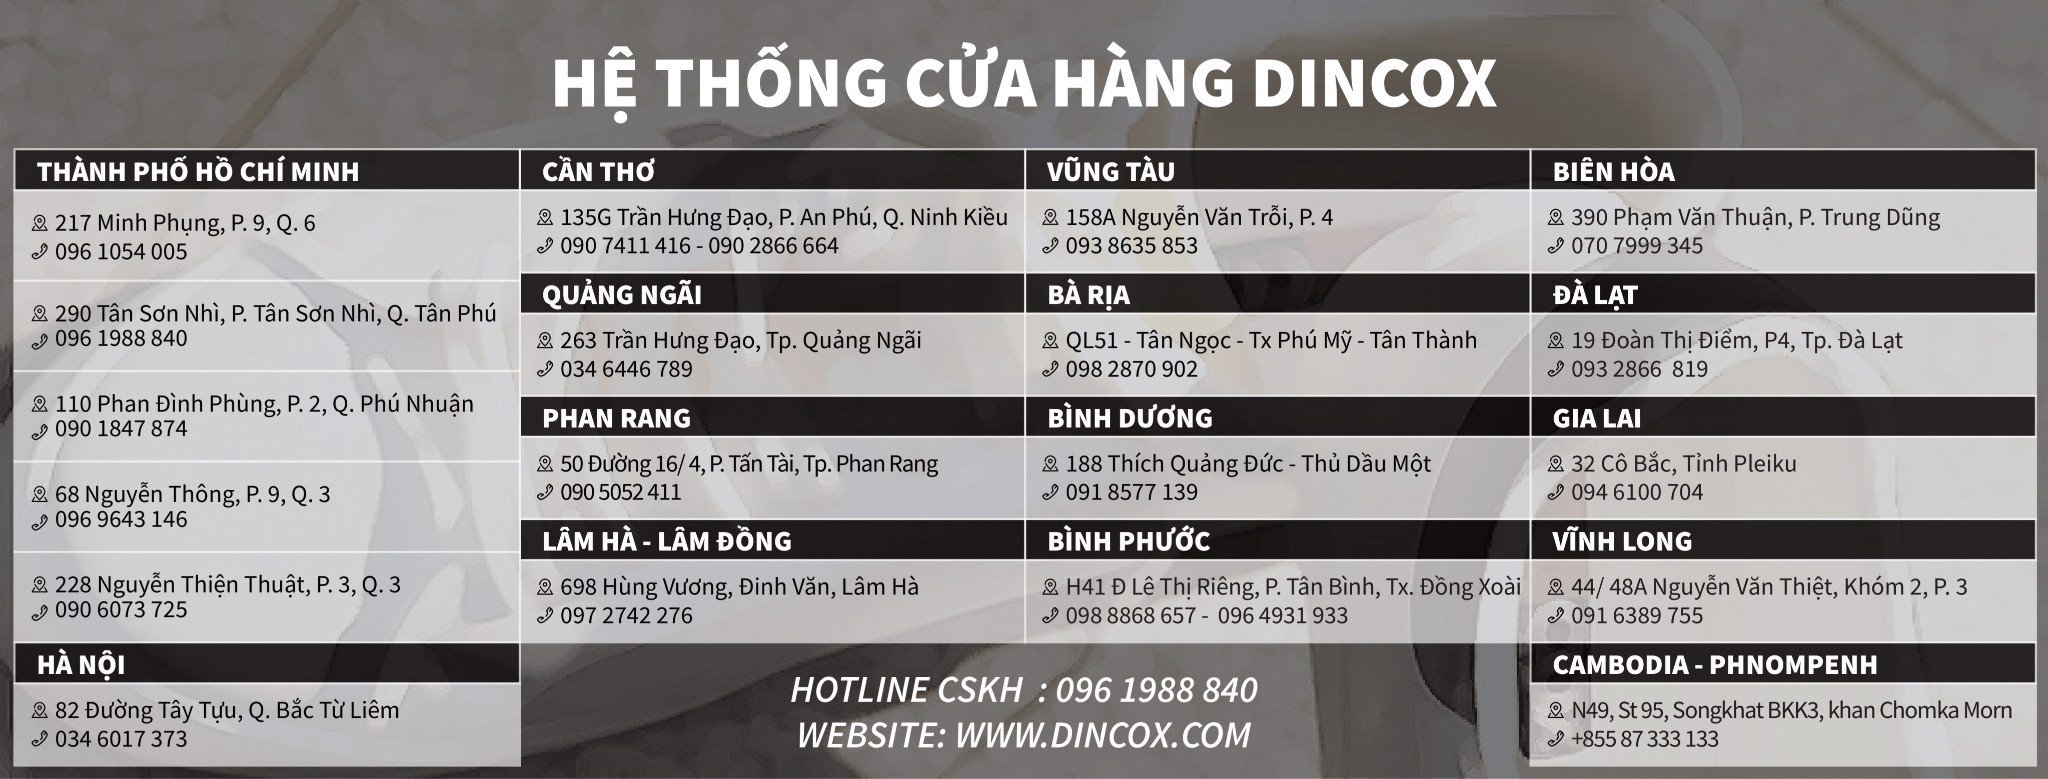 HỆ THỐNG CỬA HÀNG DINCOX
THÀNH PHỐ HỒ CHÍ MINH
217 Minh Phụng, P. 9, Q. 6
096 1054 005
290 Tân Sơn Nhì, P. Tân Sơn Nhì, Q. Tân Phú
096 1988 840
110 Phan Đình Phùng, P. 2, Q. Phú Nhuận
090 1847 874
68 Nguyễn Thông, P. 9, Q. 3
096 9643 146
228 Nguyễn Thiện Thuật, P. 3, Q. 3
090 6073 725
HÀ NỘI
82 Đường Tây Tựu, Q. Bắc Từ Liêm
034 6017 373
CẦN THƠ
135G Trần Hưng Đạo, P. An Phú, Q. Ninh Kiều
090 7411 416 - 090 2866 664
QUẢNG NGÃI
263 Trần Hưng Đạo, Tp. Quảng Ngãi
034 6446 789
PHAN RANG
50 Đường 16/ 4, P. Tấn Tài, Tp. Phan Rang
090 5052 411
LÂM HÀ - LÂM ĐỒNG
698 Hùng Vương, Đinh Văn, Lâm Hà
097 2742 276
VŨNG TÀU
158A Nguyễn Văn Trỗi, P. 4
093 8635 853
BÀ RỊA
QL51 - Tân Ngọc - Tx Phú Mỹ - Tân Thành
098 2870 902
BÌNH DƯƠNG
188 Thích Quảng Đức - Thủ Dầu Một
091 8577 139
BÌNH PHƯỚC
H41 Đ Lê Thị Riêng, P. Tân Bình, Tx. Đồng Xoài
098 8868 657 - 096 4931 933
BIÊN HÒA
390 Phạm Văn Thuận, P. Trung Dũng
070 7999 345
ĐÀ LẠT
19 Đoàn Thị Điểm, P4, Tp. Đà Lạt
093 2866 819
GIA LAI
32 Cô Bắc, Tỉnh Pleiku
094 6100 704
VĨNH LONG
44/ 48A Nguyễn Văn Thiệt, Khóm 2, P. 3
091 6389 755
CAMBODIA - PHNOMPENH
N49, St 95, Songkhat BKK3, khan Chomka Morn
+855 87 333 133
HOTLINE CSKH : 096 1988 840
WEBSITE: WWW.DINCOX.COM